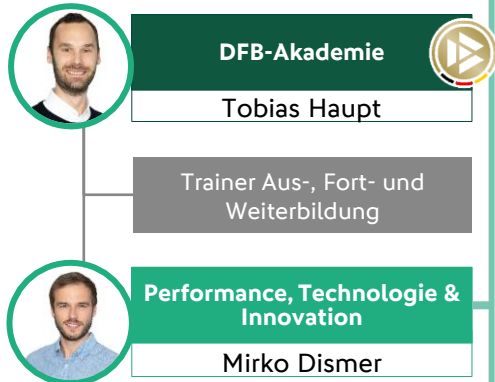 DFB-Akademie
Tobias Haupt
Trainer Aus-, Fort- und
Weiterbildung
Performance, Technologie &
Innovation
Mirko Dismer